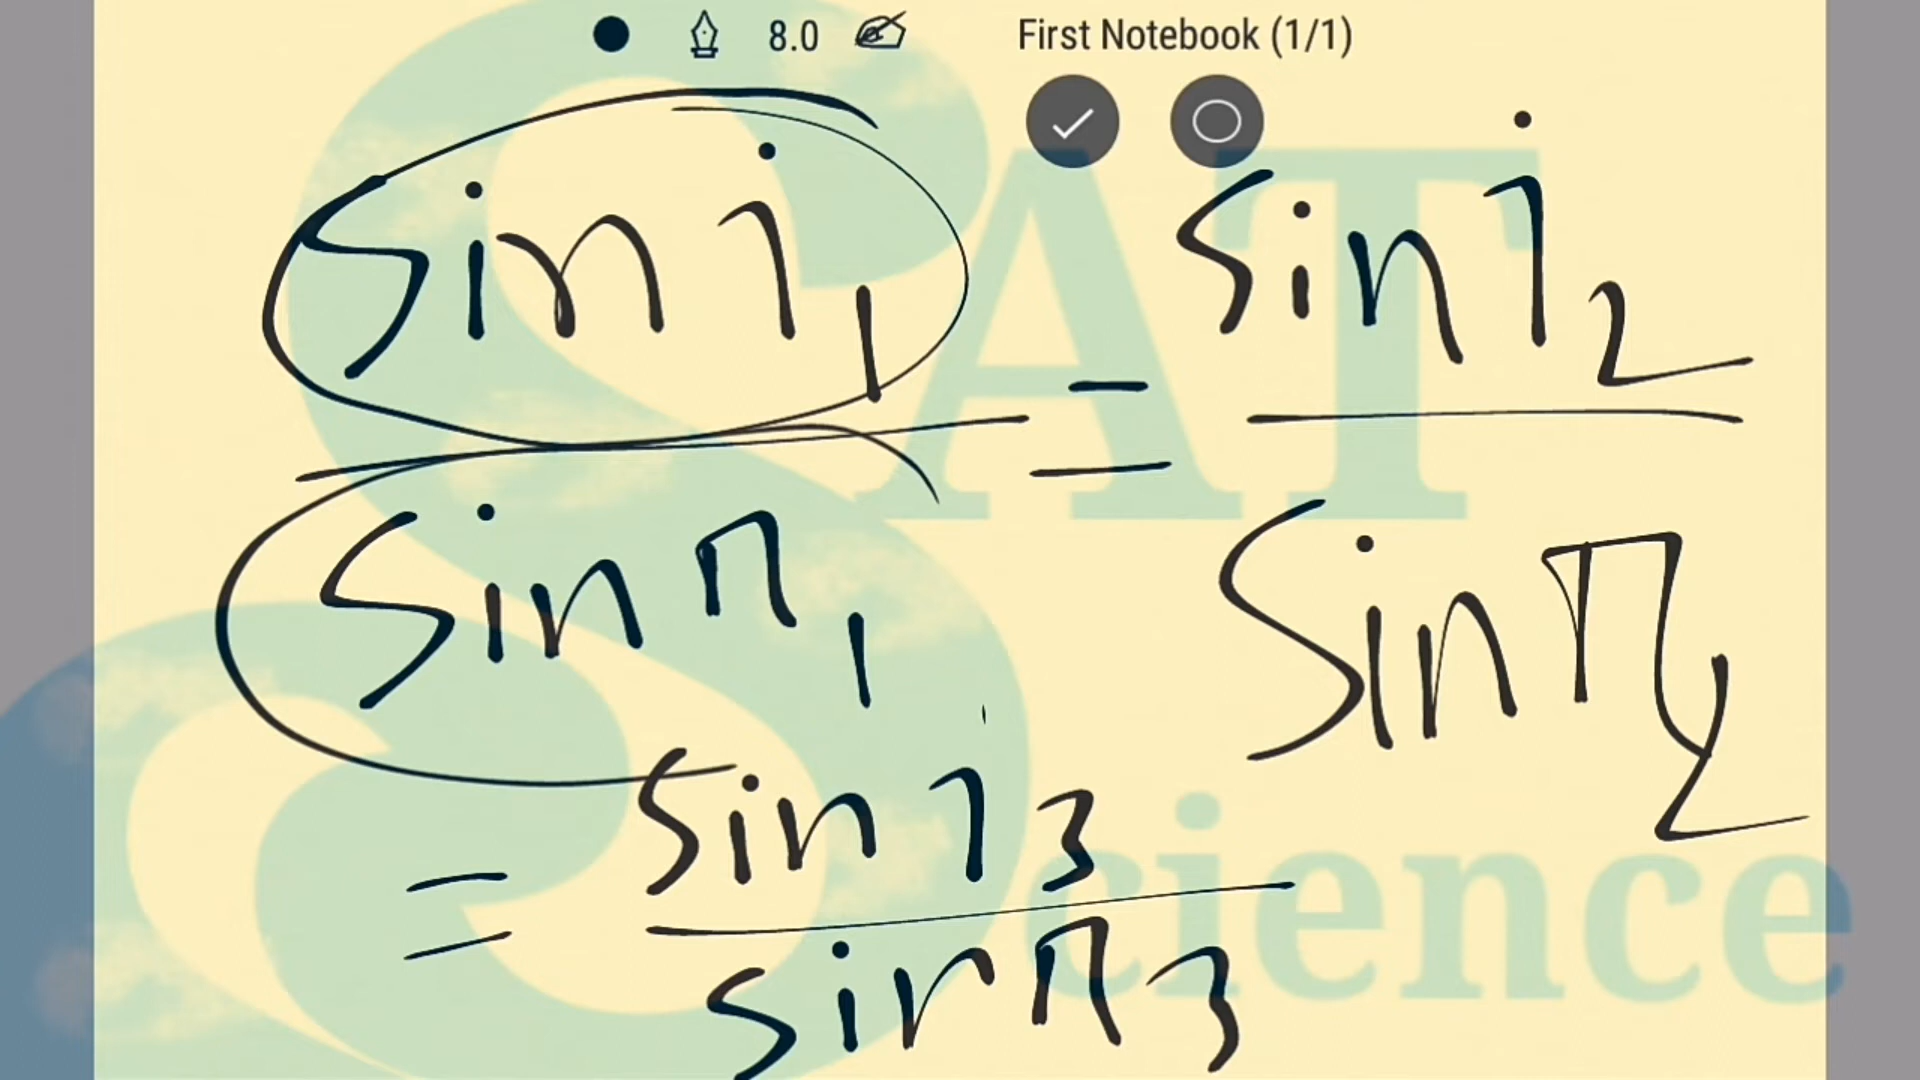 8.0 First Notebook (1/1)
sin i₁ = sin i₂
sin r₁ sin r₂
= sin i₃
sin r₃
SAT
Science